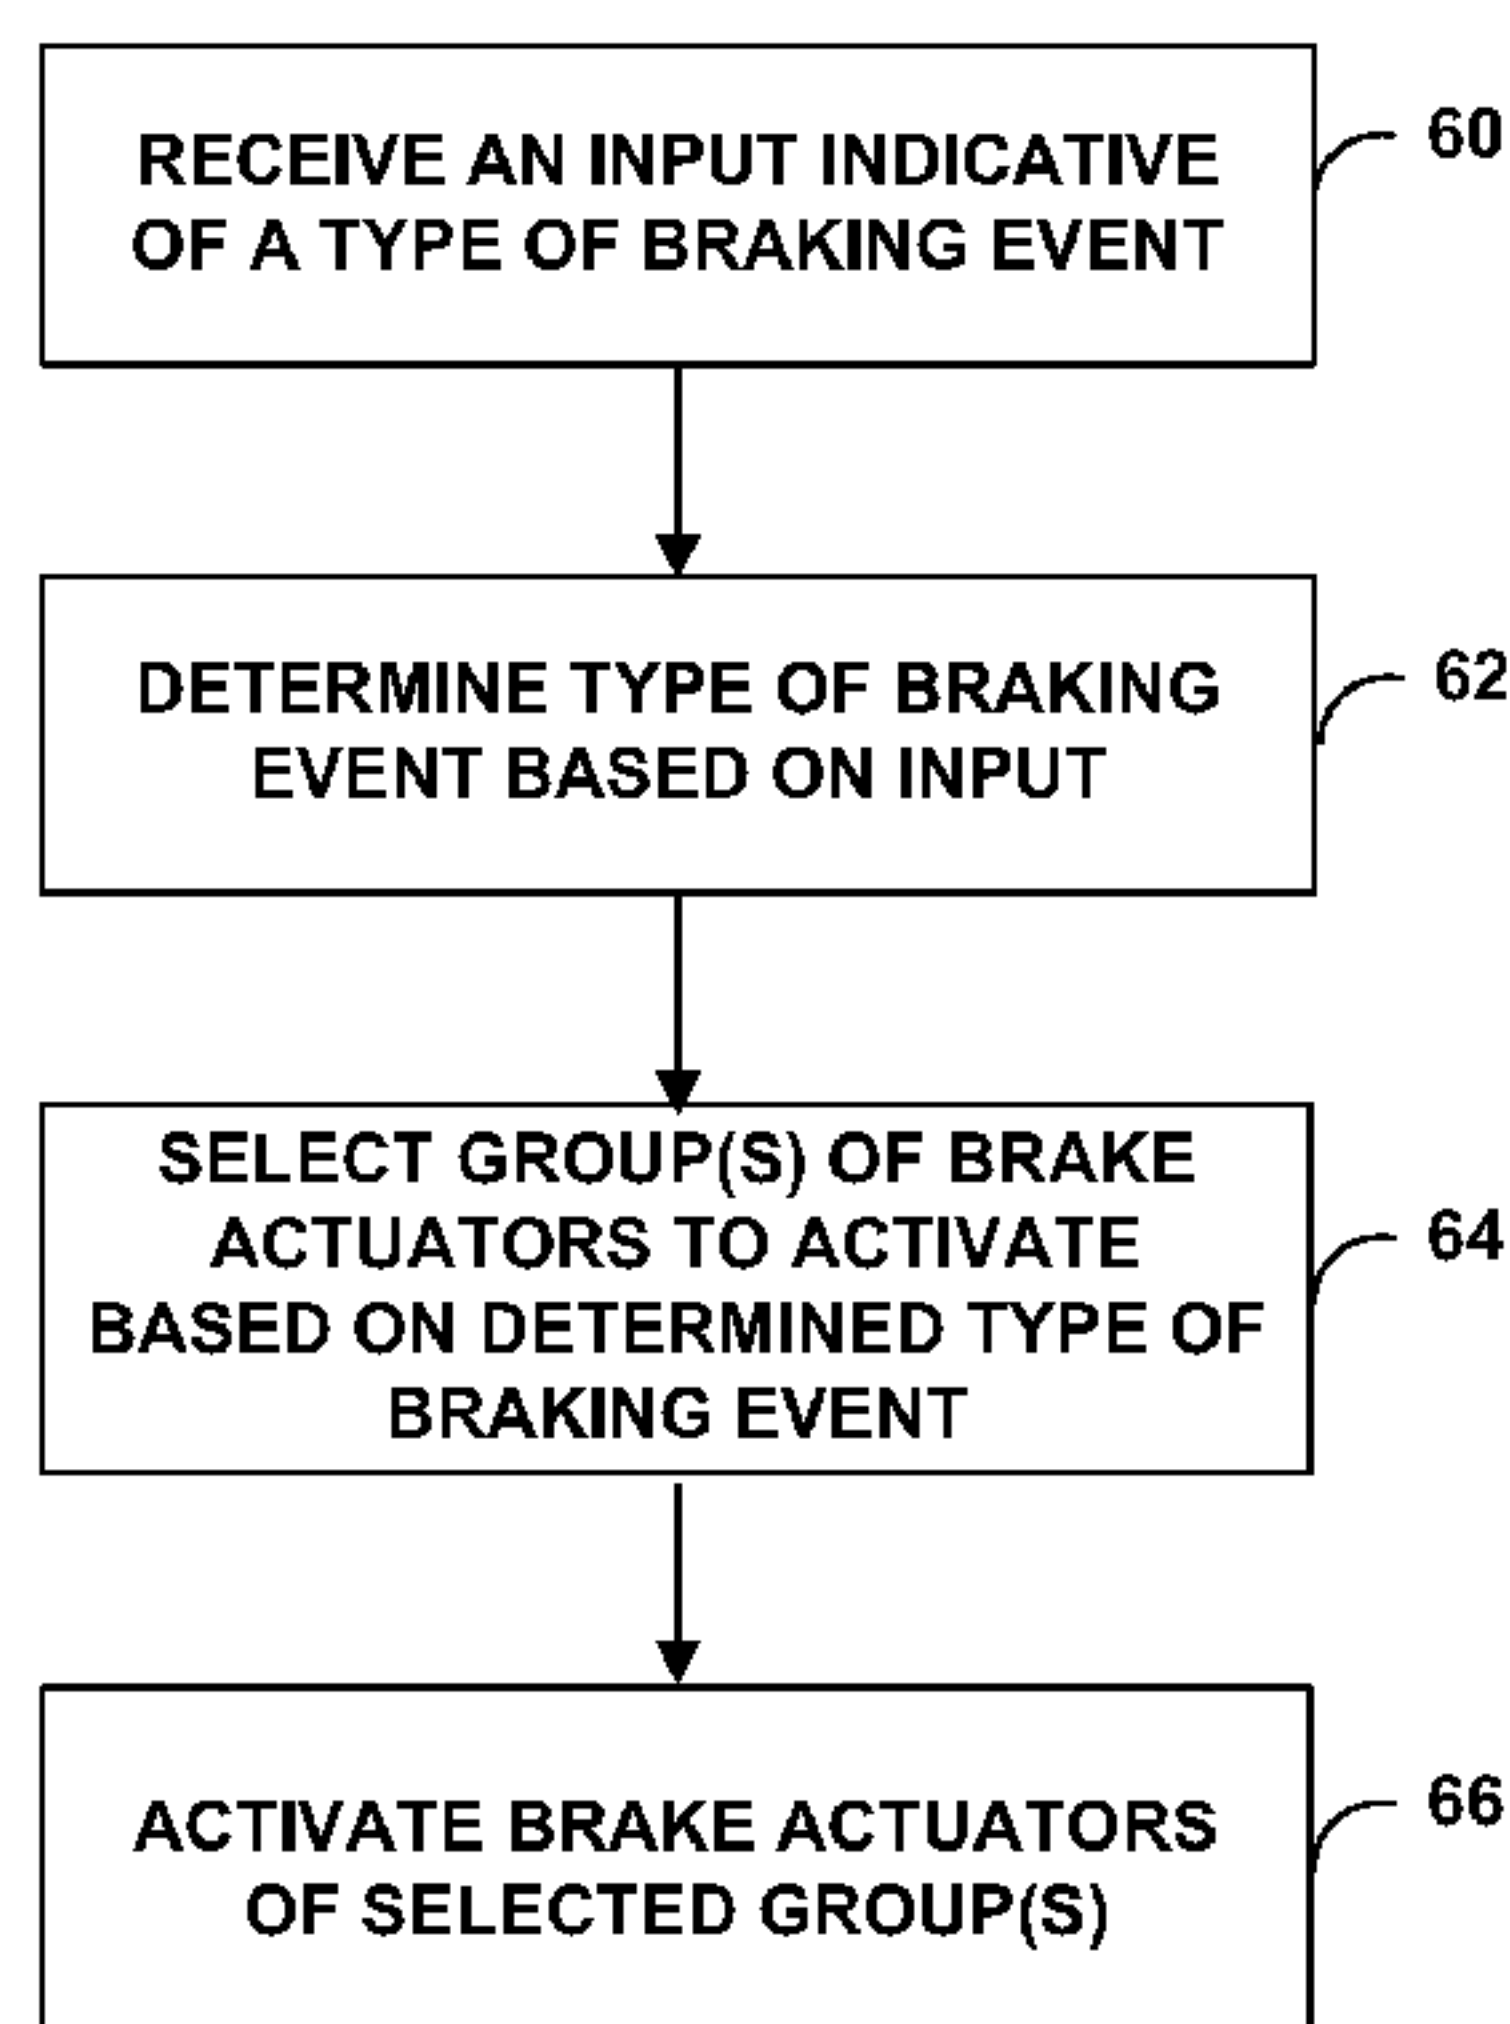 RECEIVE AN INPUT INDICATIVE
OF A TYPE OF BRAKING EVENT
60
DETERMINE TYPE OF BRAKING
EVENT BASED ON INPUT
62
SELECT GROUP(S) OF BRAKE
ACTUATORS TO ACTIVATE
BASED ON DETERMINED TYPE OF
BRAKING EVENT
64
ACTIVATE BRAKE ACTUATORS
OF SELECTED GROUP(S)
66